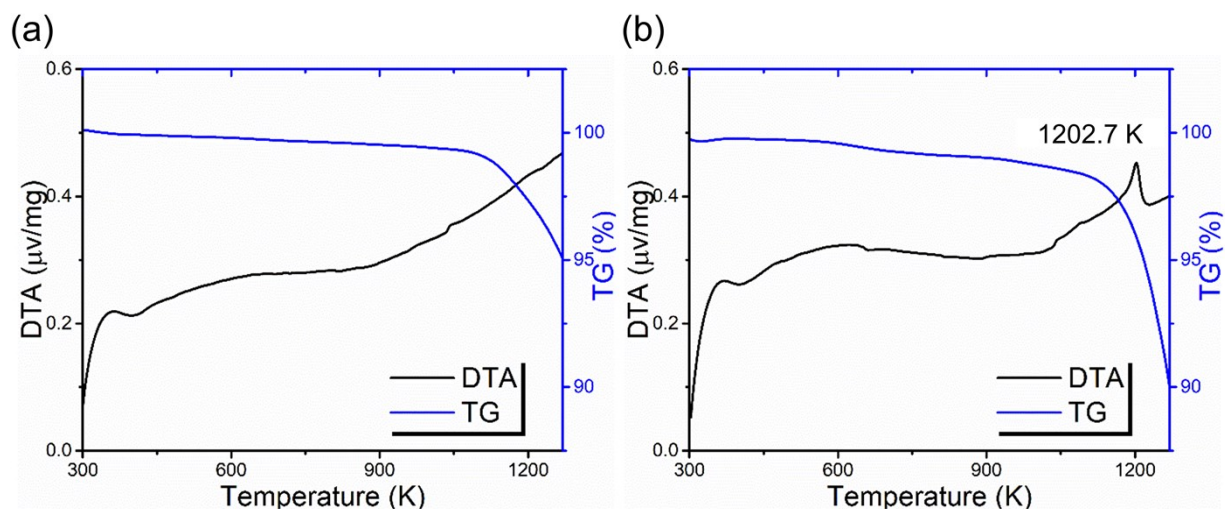 (a)
0.6
0.4
0.2
0.0
DTA (μv/mg)
300
600
900
1200
Temperature (K)
100
95
90
TG (%)
DTA
TG
(b)
0.6
0.4
0.2
0.0
DTA (μv/mg)
300
600
900
1200
Temperature (K)
100
95
90
TG (%)
1202.7 K
DTA
TG